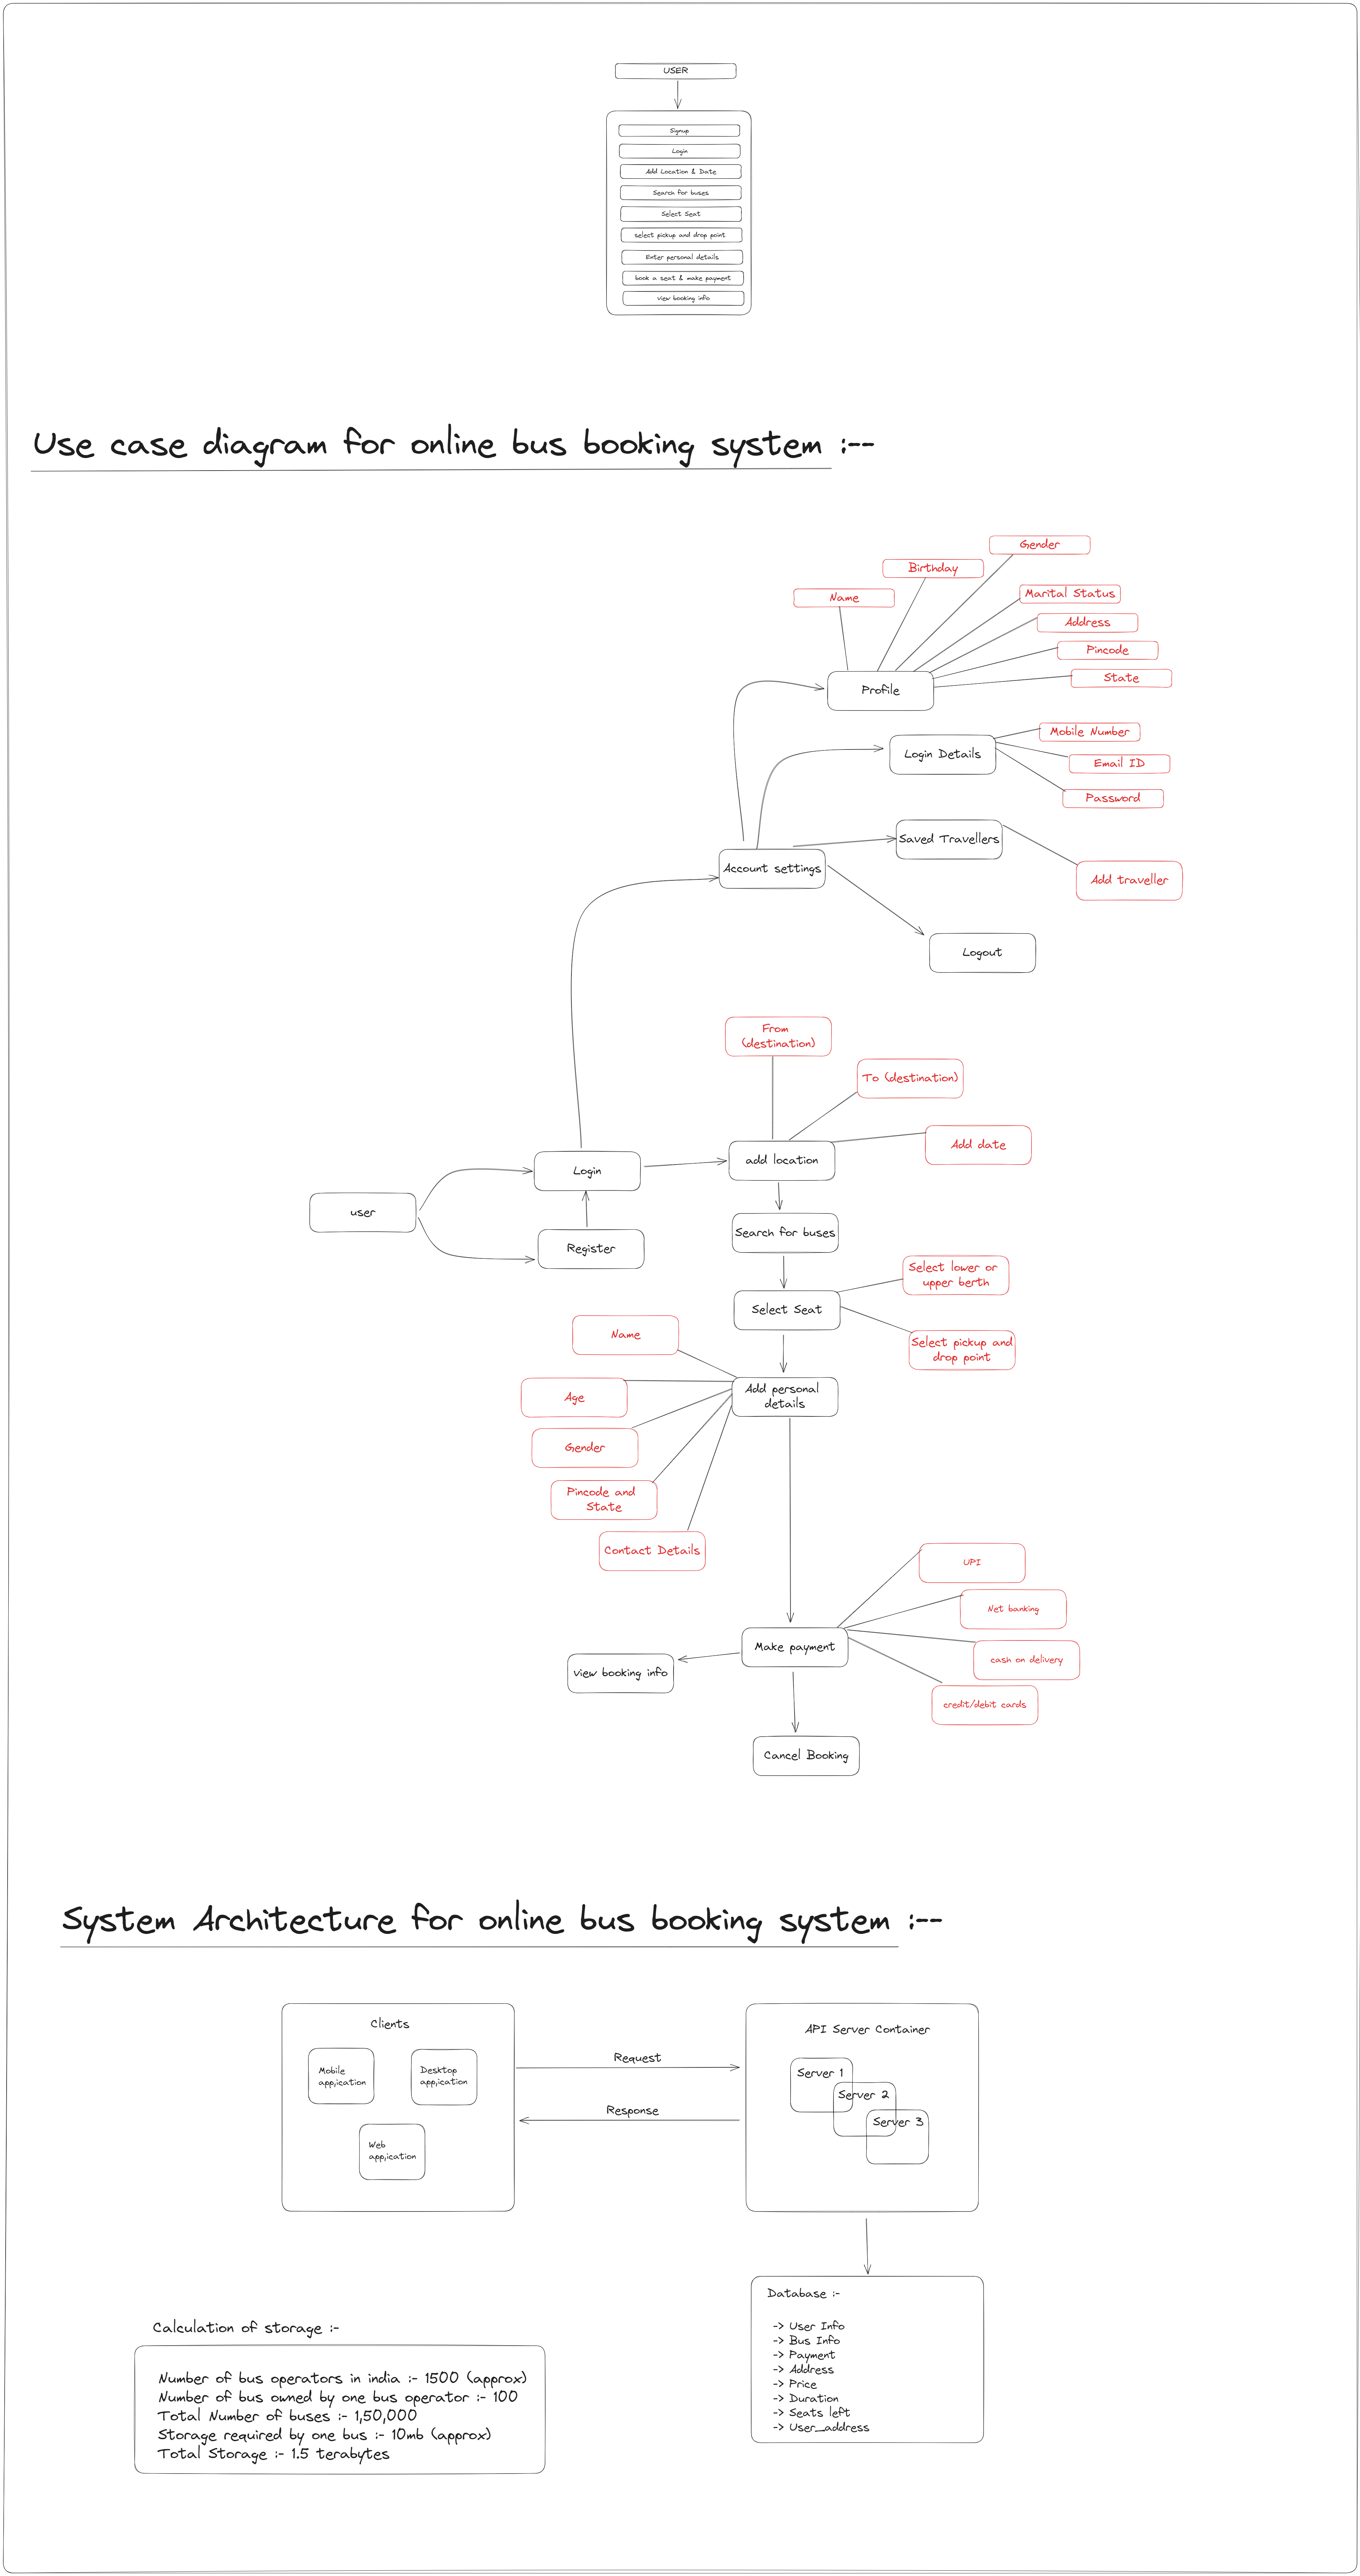 USER
Signup
Login
Add Location & Date
Search for buses
Select Seat
select pickup and drop point
Enter personal details
book a seat & make payment
view booking info
Use case diagram for online bus booking system :--
Gender
Birthday
Name
Marital Status
Address
Pincode
State
Profile
Mobile Number
Login Details
Email ID
Password
Saved Travellers
Account settings
Add traveller
Logout
From
(destination)
To (destination)
Add date
add location
Login
user
Search for buses
Register
Select lower or
upper berth
Select Seat
Name
Select pickup and
drop point
Add personal
details
Age
Gender
Pincode and
State
Contact Details
UPI
Net banking
Make payment
cash on delivery
view booking info
credit/debit cards
Cancel Booking
System Architecture for online bus booking system :--
Clients
Mobile
app,ication
Desktop
app,ication
Web
app,ication
Request
Response
API Server Container
Server 1
Server 2
Server 3
Database :-
-> User Info
-> Bus Info
-> Payment
-> Address
-> Price
-> Duration
-> Seats left
-> User_address
Calculation of storage :-
Number of bus operators in india :- 1500 (approx)
Number of bus owned by one bus operator :- 100
Total Number of buses :- 1,50,000
Storage required by one bus :- 10mb (approx)
Total Storage :- 1.5 terabytes